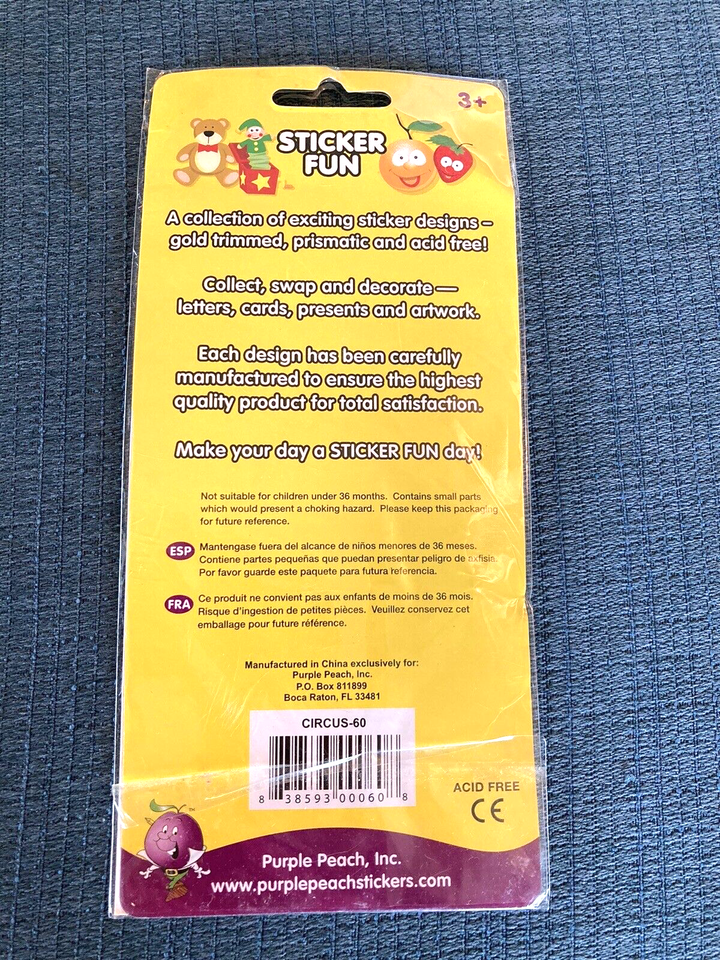 3+
STICKER
FUN
A collection of exciting sticker designs –
gold trimmed, prismatic and acid free!
Collect, swap and decorate —
letters, cards, presents and artwork.
Each design has been carefully
manufactured to ensure the highest
quality product for total satisfaction.
Make your day a STICKER FUN day!
Not suitable for children under 36 months. Contains small parts
which would present a choking hazard. Please keep this packaging
for future reference.
ESP Mantengase fuera del alcance de niños menores de 36 meses.
Contiene partes pequeñas que puedan presentar peligro de axfisia.
Por favor guarde este paquete para futura referencia.
FRA Ce produit ne convient pas aux enfants de moins de 36 mois.
Risque d'ingestion de petites pièces. Veuillez conservez cet
emballage pour future référence.
Manufactured in China exclusively for:
Purple Peach, Inc.
P.O. Box 811899
Boca Raton, FL 33481
CIRCUS-60
8 38593 00060 8
ACID FREE
CE
Purple Peach, Inc.
www.purplepeachstickers.com